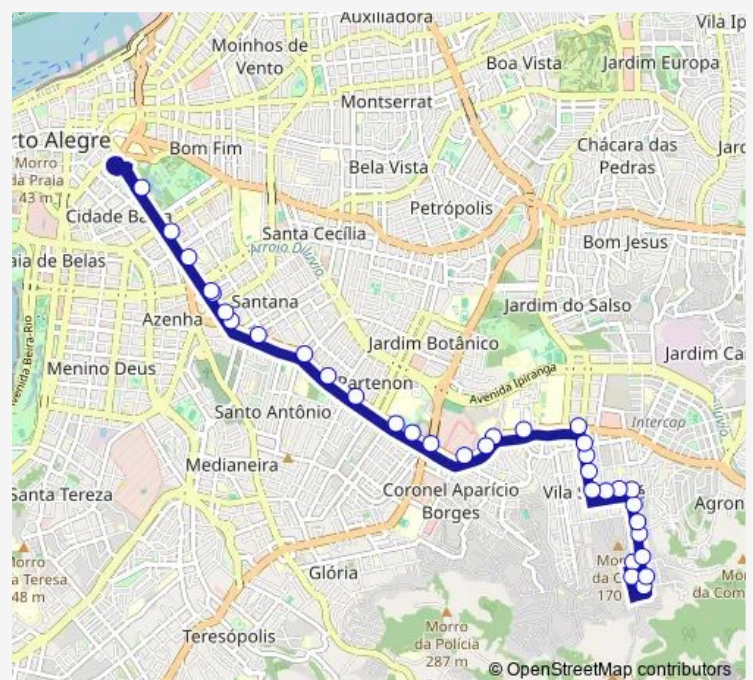 Auxiliadora
Vila Ip
Moinhos de
Vento
Boa Vista
Jardim Europa
Montserrat
rto Alegre
Bom Fim
Chácara das
Pedras
Jarc
Morro
da Praia
43 m
Bela Vista
Petrópolis
Cidade Ba a
Santa Cecília
Bom Jesus
aia de Belas
Arroio Dilúvio
Santana
Jardim do Salso
Azenha
Avenida Beira-Rio
Jardim Botânico
Jardim Ca
Menino Deus
Partenon
Avenida Ipiranga
Santo Antônio
Intercap
Medianeira
Santa Tereza
Coronel Aparício
Borges
Vila S s
Agron
Morro
a Teresa
48 m
Glória
Mor
da C
170
Mo
da Com
Teresópolis
Morro
da Polícia
287 m
© OpenStreetMap contributors